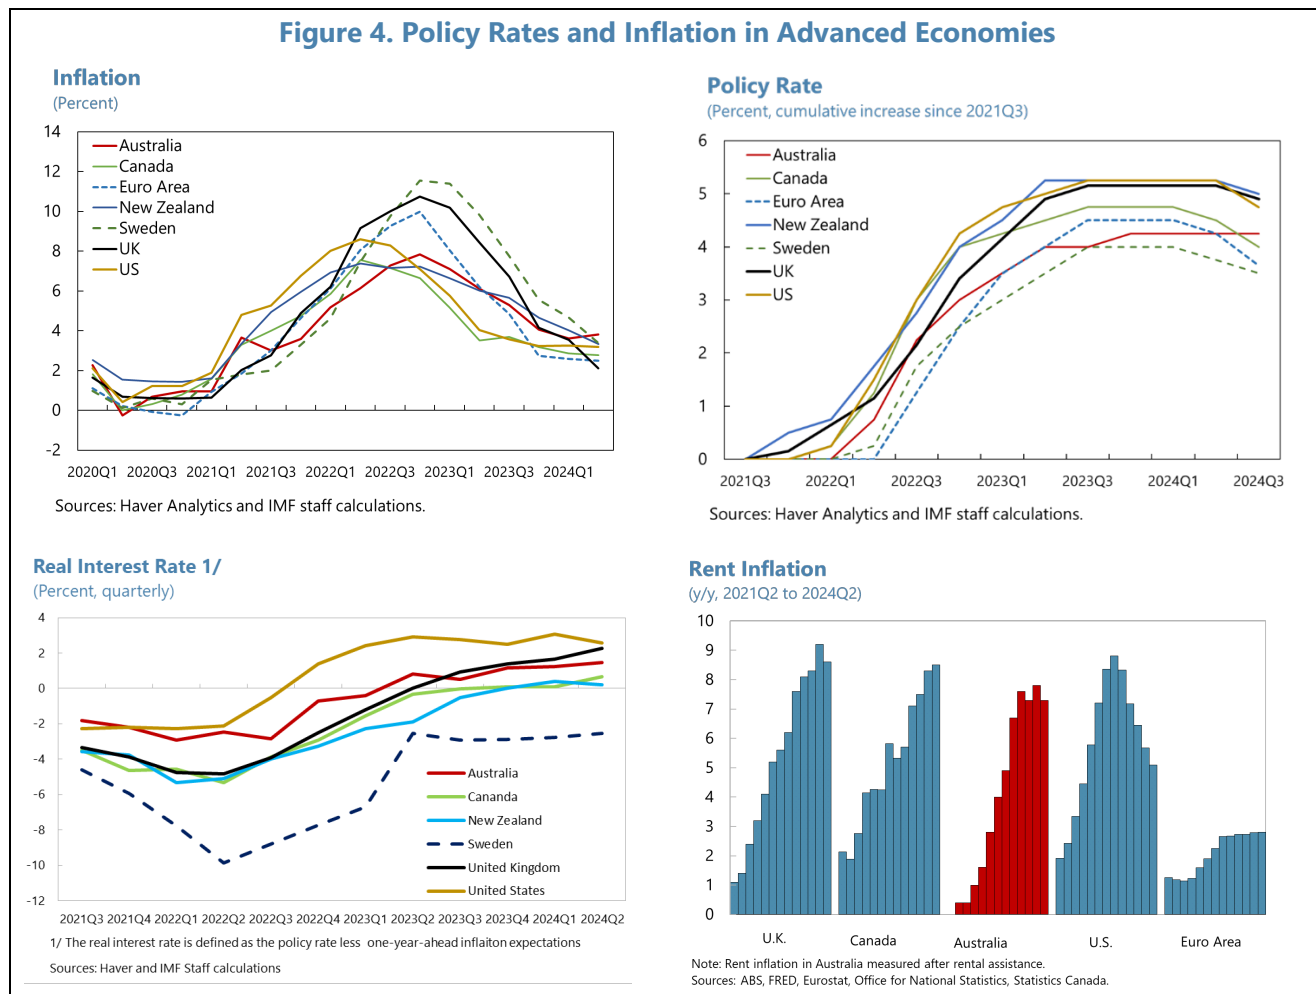 Figure 4. Policy Rates and Inflation in Advanced Economies
Inflation
(Percent)
14
12
10
8
6
4
2
0
-2
Australia
Canada
Euro Area
New Zealand
Sweden
UK
US
2020Q1 2020Q3 2021Q1 2021Q3 2022Q1 2022Q3 2023Q1 2023Q3 2024Q1
Sources: Haver Analytics and IMF staff calculations.
Policy Rate
(Percent, cumulative increase since 2021Q3)
6
5
4
3
2
1
0
Australia
Canada
Euro Area
New Zealand
Sweden
UK
US
2021Q3 2022Q1 2022Q3 2023Q1 2023Q3 2024Q1 2024Q3
Sources: Haver Analytics and IMF staff calculations.
Real Interest Rate 1/
(Percent, quarterly)
4
2
0
-2
-4
-6
-8
-10
-12
Australia
Cananda
New Zealand
Sweden
United Kingdom
United States
2021Q3 2021Q4 2022Q1 2022Q2 2022Q3 2022Q4 2023Q1 2023Q2 2023Q3 2023Q4 2024Q1 2024Q2
1/ The real interest rate is defined as the policy rate less one-year-ahead inflaiton expectations
Sources: Haver and IMF Staff calculations
Rent Inflation
(y/y, 2021Q2 to 2024Q2)
10
9
8
7
6
5
4
3
2
1
0
U.K. Canada Australia U.S. Euro Area
Note: Rent inflation in Australia measured after rental assistance.
Sources: ABS, FRED, Eurostat, Office for National Statistics, Statistics Canada.